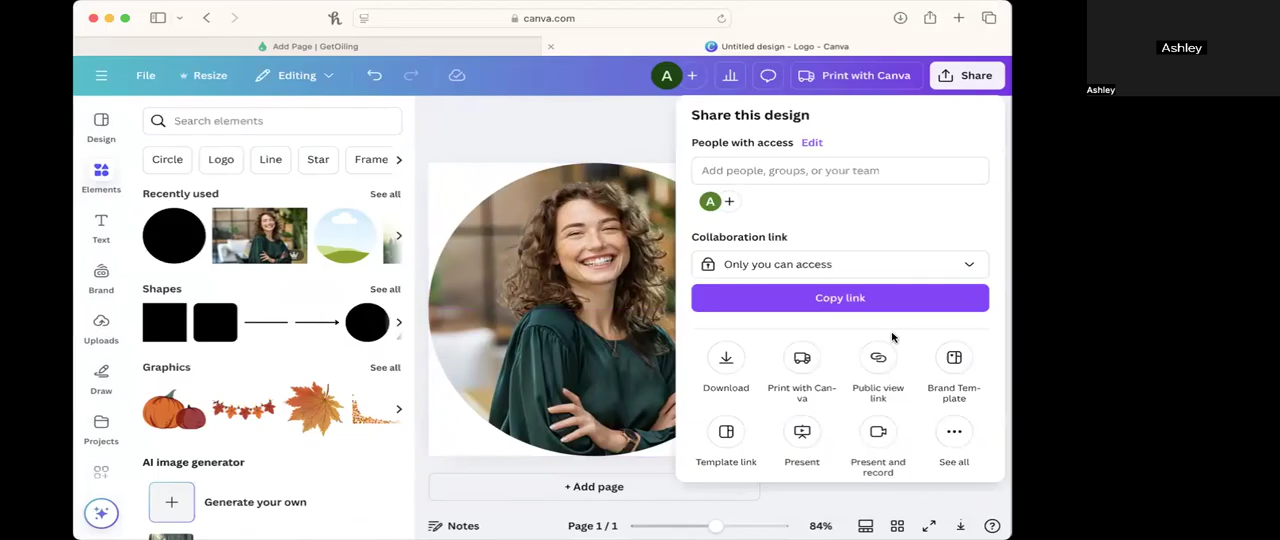 canva.com
Add Page | GetOiling
Untitled design - Logo - Canva
File
Resize
Editing
A
Print with Canva
Share
Ashley
Ashley
Design
Elements
Text
Brand
Uploads
Draw
Projects
Search elements
Circle
Logo
Line
Star
Frame
Recently used
See all
Shapes
See all
Graphics
See all
AI image generator
Generate your own
+ Add page
Notes
Page 1 / 1
84%
Share this design
People with access Edit
Add people, groups, or your team
A
Collaboration link
Only you can access
Copy link
Download
Print with Can-
va
Public view
link
Brand Tem-
plate
Template link
Present
Present and
record
See all